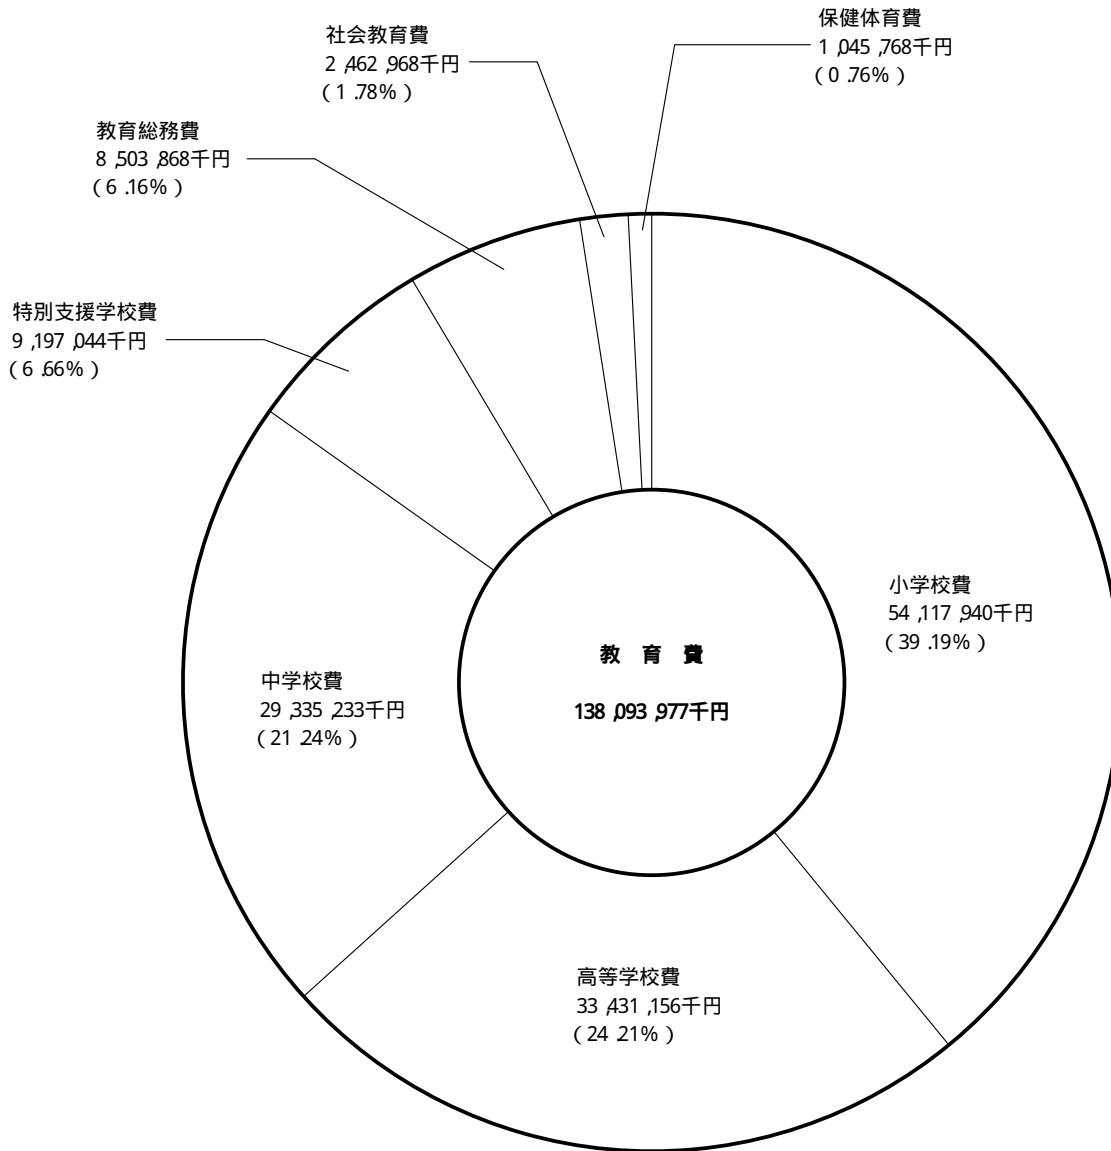 保健体育費
1,045,768千円
(0.76%)
社会教育費
2,462,968千円
(1.78%)
教育総務費
8,503,868千円
(6.16%)
特別支援学校費
9,197,044千円
(6.66%)
小学校費
54,117,940千円
(39.19%)
教 育 費
138,093,977千円
中学校費
29,335,233千円
(21.24%)
高等学校費
33,431,156千円
(24.21%)